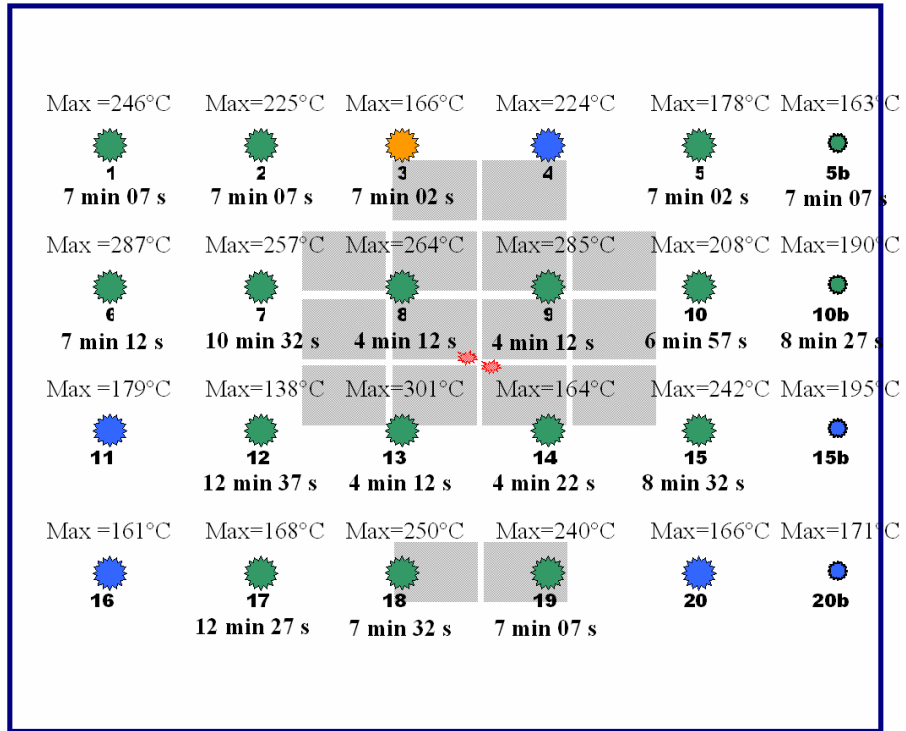 Max =246°C Max=225°C Max=166°C Max=224°C Max=178°C Max=163°C
1 2 3 4 5 5b
7 min 07 s 7 min 07 s 7 min 02 s 7 min 02 s 7 min 07 s
Max=287°C Max=257°C Max=264°C Max=285°C Max=208°C Max=190°C
6 7 8 9 10 10b
7 min 12 s 10 min 32 s 4 min 12 s 4 min 12 s 6 min 57 s 8 min 27 s
Max =179°C Max=138°C Max=301°C Max=164°C Max=242°C Max=195°C
11 12 13 14 15 15b
12 min 37 s 4 min 12 s 4 min 22 s 8 min 32 s
Max =161°C Max=168°C Max=250°C Max=240°C Max=166°C Max=171°C
16 17 18 19 20 20b
12 min 27 s 7 min 32 s 7 min 07 s